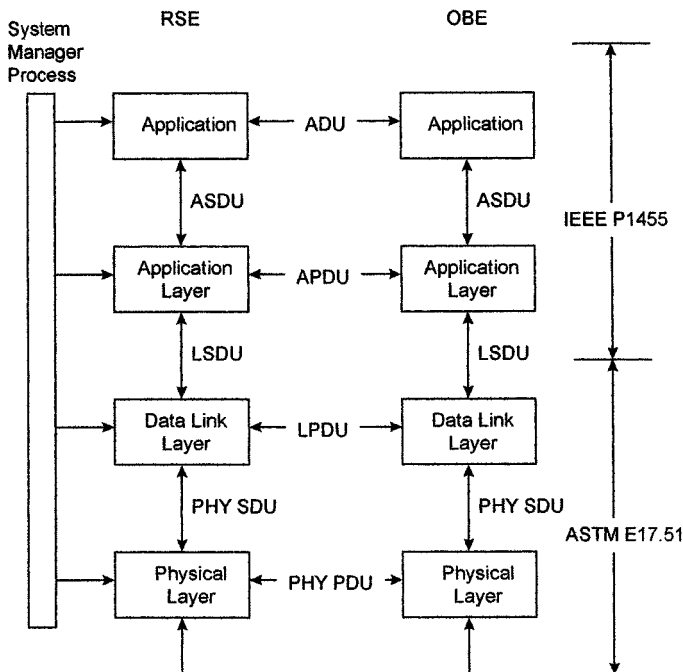 System
Manager
Process
RSE
OBE
Application
ADU
Application
ASDU
ASDU
IEEE P1455
Application
Layer
APDU
Application
Layer
LSDU
LSDU
Data Link
Layer
LPDU
Data Link
Layer
PHY SDU
PHY SDU
ASTM E17.51
Physical
Layer
PHY PDU
Physical
Layer